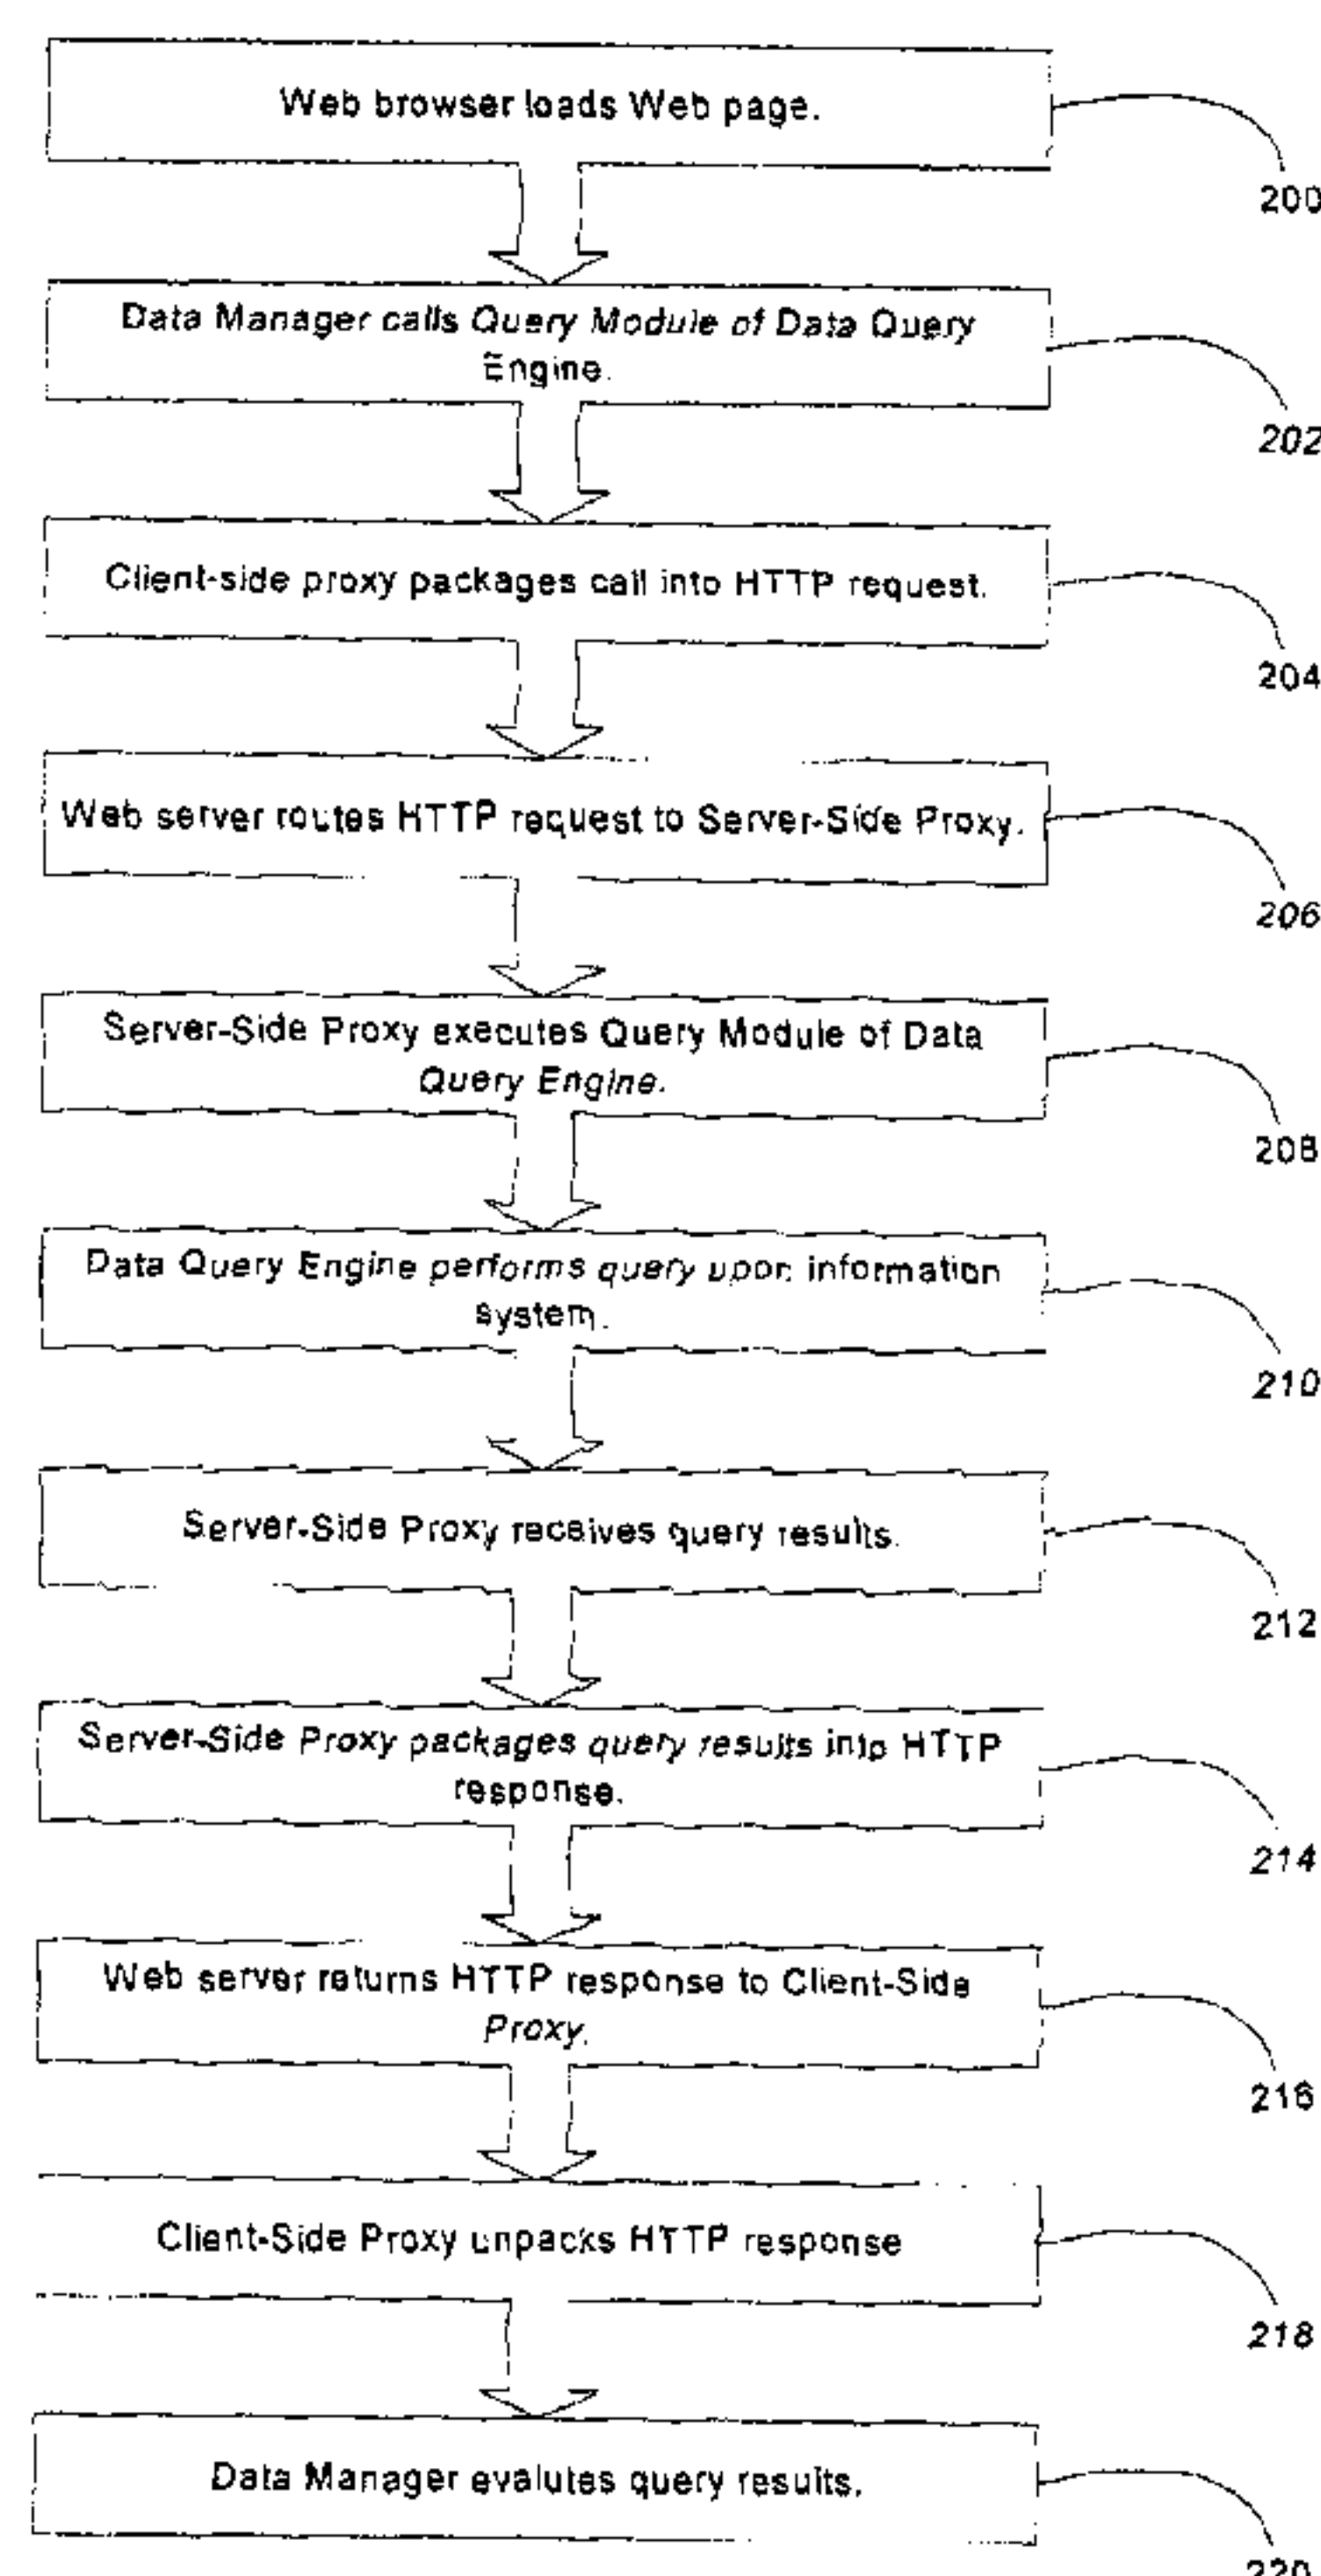 Web browser loads Web page.
200
Data Manager calls Query Module of Data Query
Engine.
202
Client-side proxy packages call into HTTP request.
204
Web server routes HTTP request to Server-Side Proxy.
206
Server-Side Proxy executes Query Module of Data
Query Engine.
208
Data Query Engine performs query upon information
system.
210
Server-Side Proxy receives query results.
212
Server-Side Proxy packages query results into HTTP
response.
214
Web server returns HTTP response to Client-Side
Proxy.
216
Client-Side Proxy unpacks HTTP response
218
Data Manager evalutes query results.
220